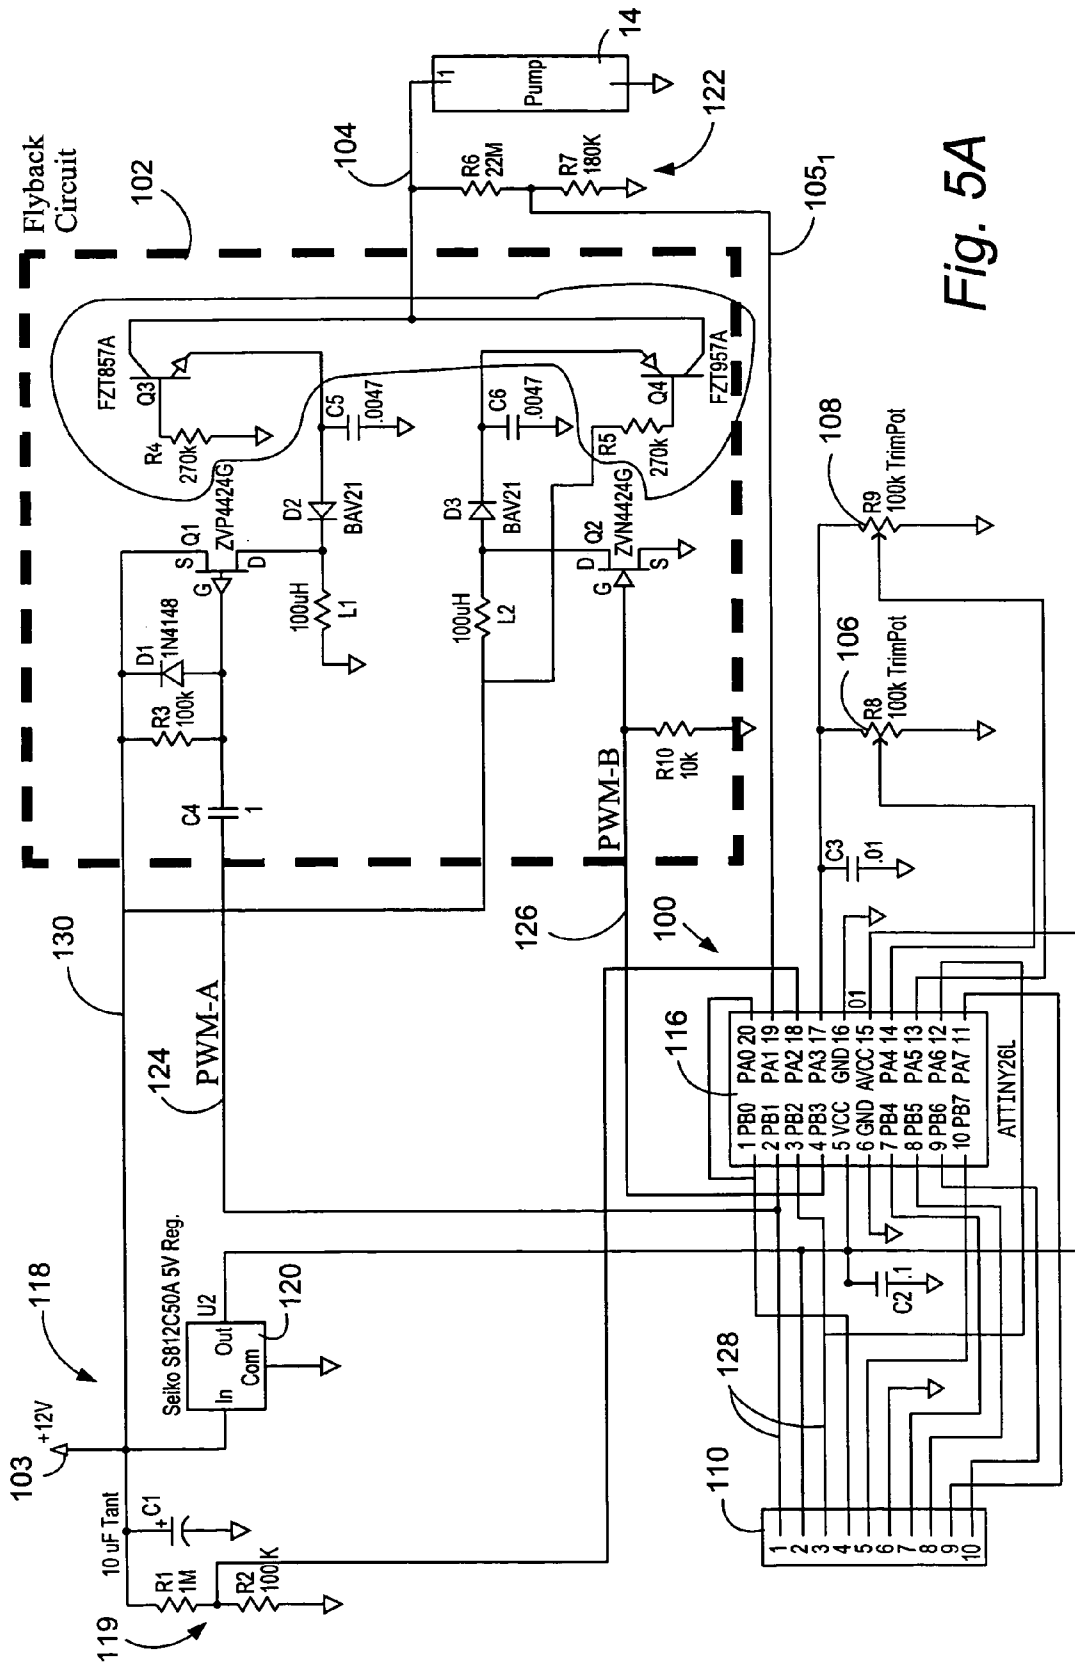 Flyback
Circuit
102
130
124
PWM-A
118
103
+12V
10 uF Tant
C1
+
R1
1M
R2
100K
119
Seiko S812C50A 5V Reg.
U2
In
Out
Com
120
C4
1
R3
100k
D1
1N4148
S
Q1
G
D
ZVP4424G
100uH
L1
D2
BAV21
C5
.0047
R4
270k
Q3
FZT857A
104
1
Pump
14
R6
22M
R7
180K
122
105₁
100uH
L2
D3
BAV21
C6
.0047
D
Q2
G
ZVN4424G
S
R5
270k
Q4
FZT957A
PWM-B
R10
10k
126
100
116
1 PB0 PA0 20
2 PB1 PA1 19
3 PB2 PA2 18
4 PB3 PA3 17
5 VCC GND 16
6 GND AVCC 15
7 PB4 PA4 14
8 PB5 PA5 13
9 PB6 PA6 12
10 PB7 PA7 11
ATTINY26L
.01
C3
.01
106
R8
100k TrimPot
108
R9
100k TrimPot
C2
.1
128
110
1
2
3
4
5
6
7
8
9
10
Fig. 5A